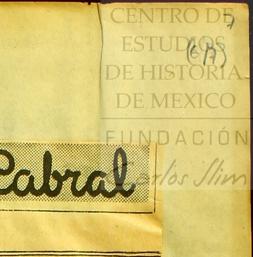 CENTRO DE
ESTUDIOS
DE HISTORIA
DE MEXICO
FUNDACIÓN
Carlos Slim
Cabral